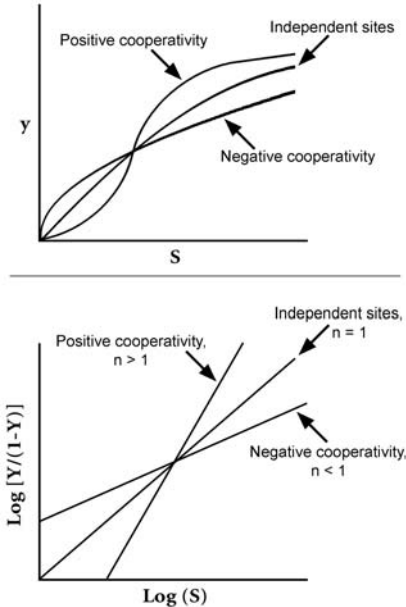 Positive cooperativity
Independent sites
y
Negative cooperativity
S
Positive cooperativity,
n > 1
Independent sites,
n = 1
Log [Y/(1-Y)]
Negative cooperativity,
n < 1
Log (S)